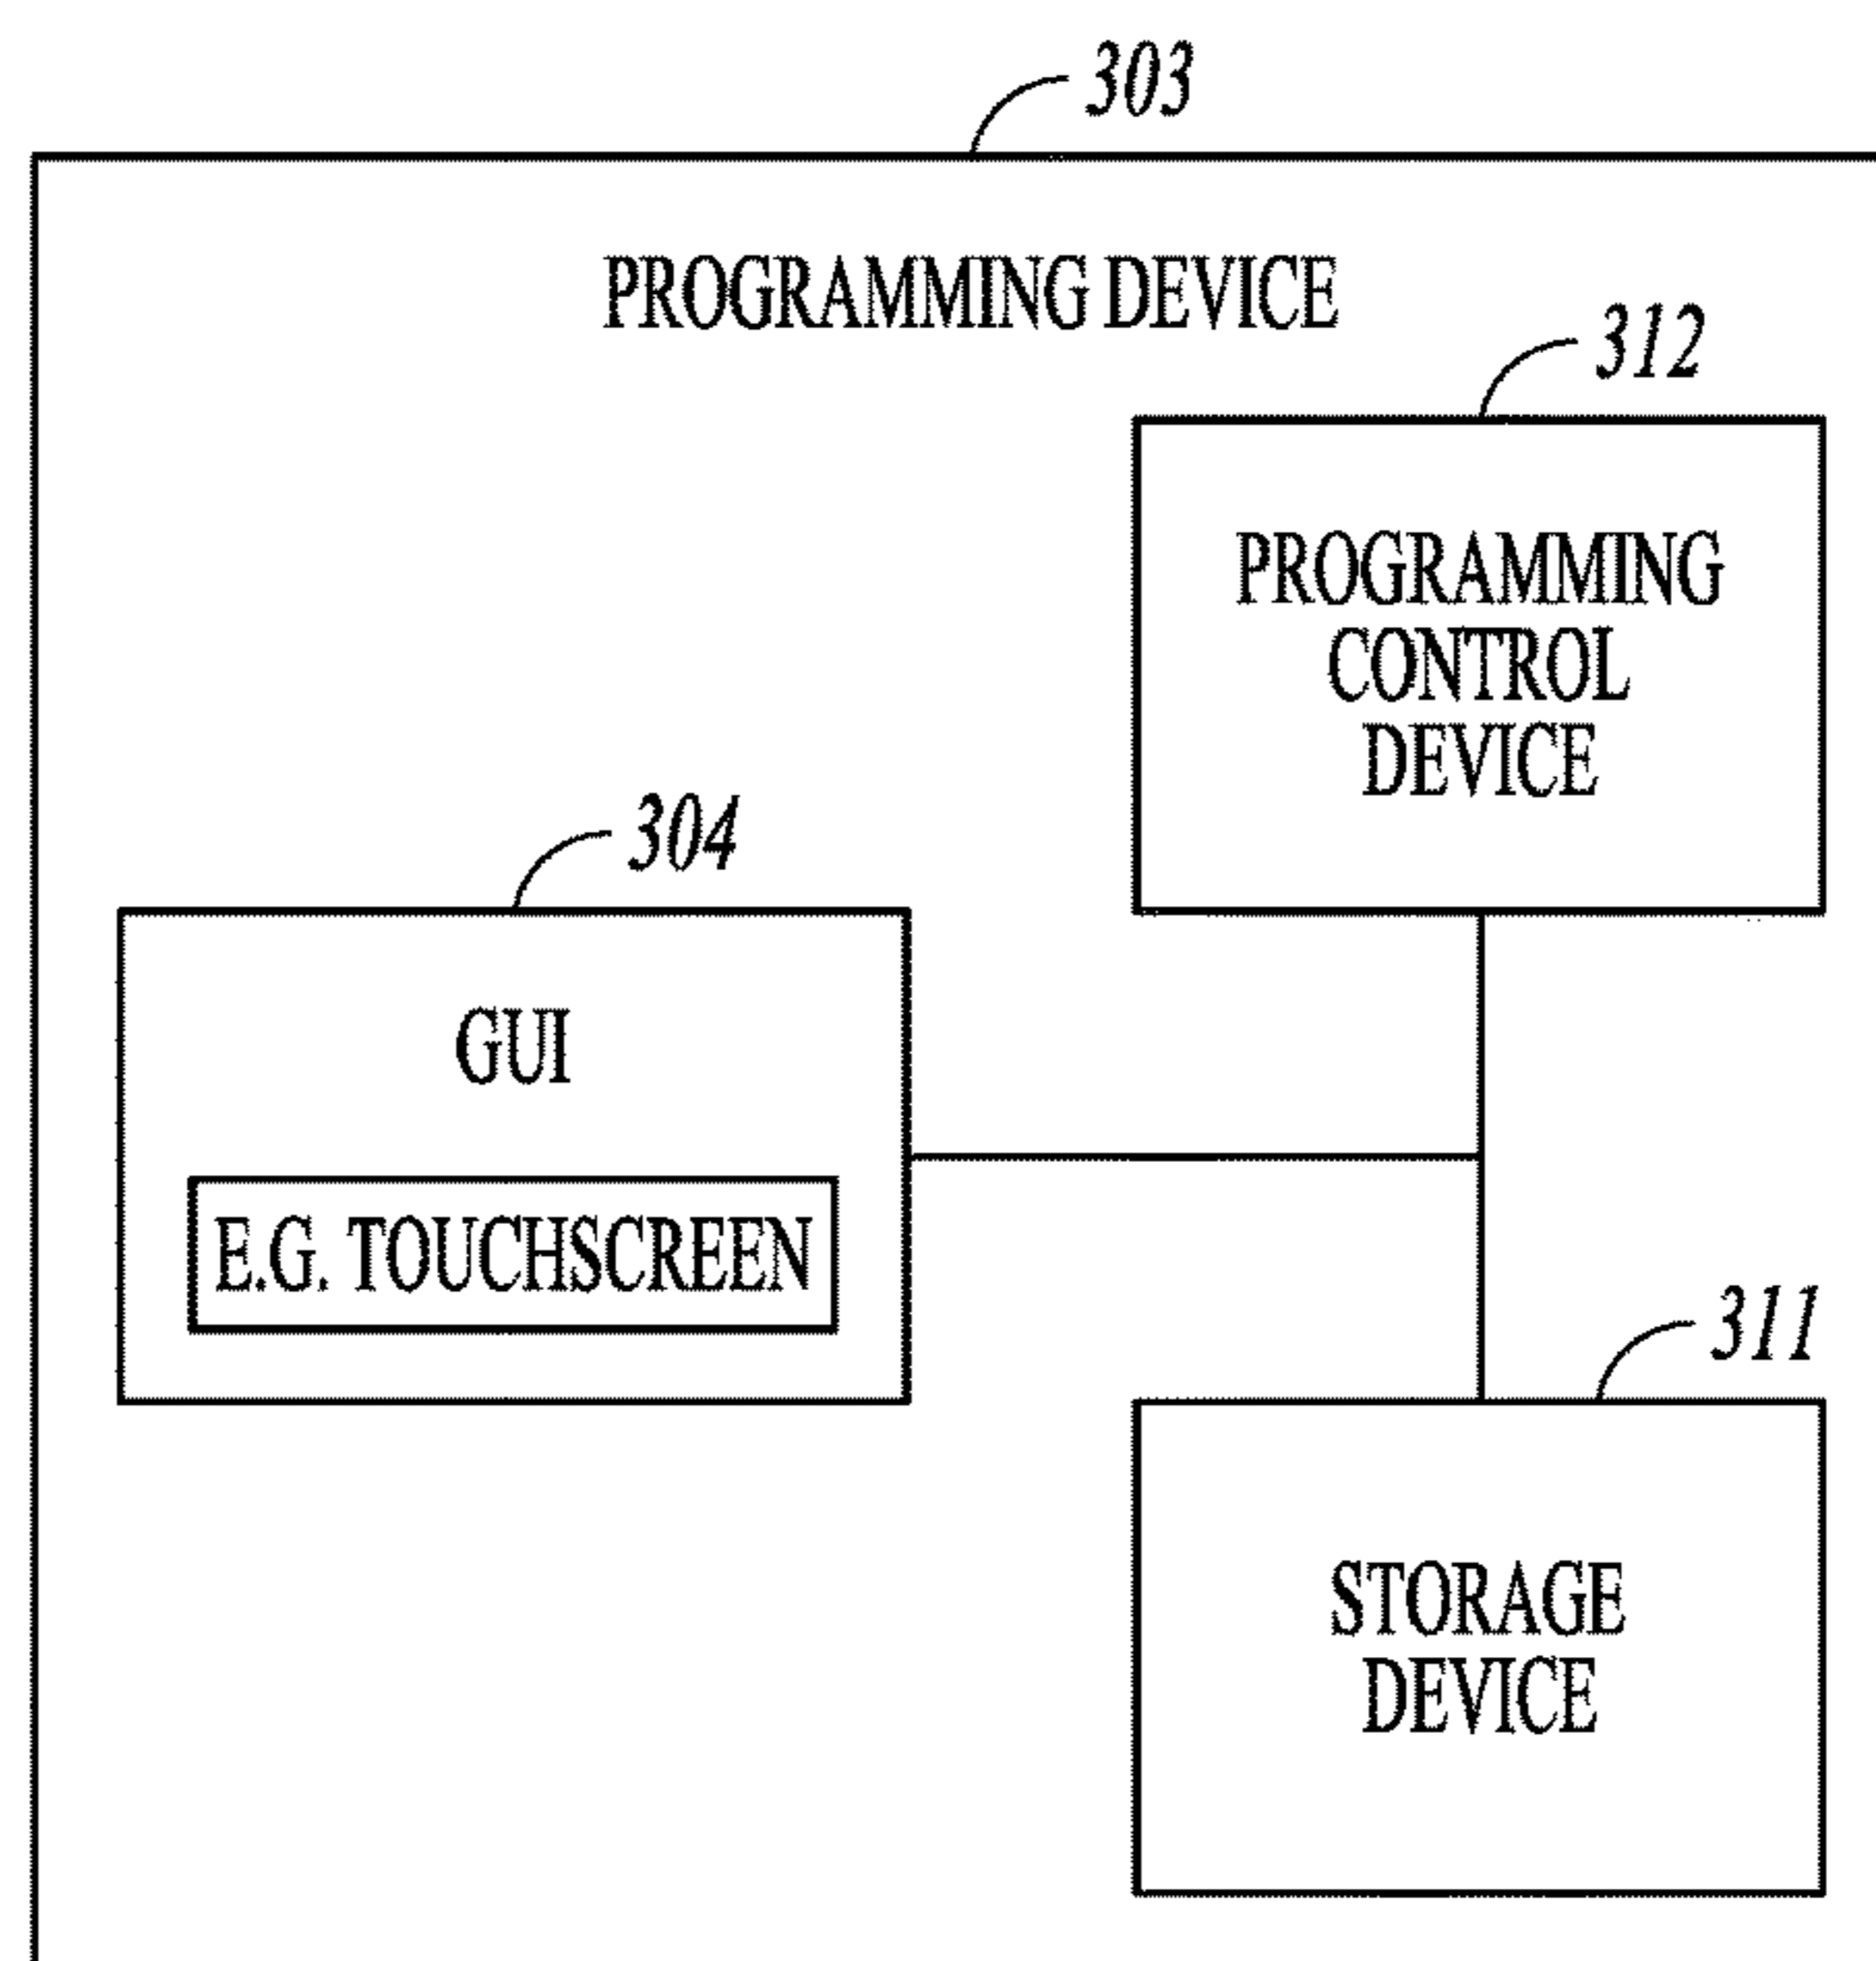 303
PROGRAMMING DEVICE
312
PROGRAMMING
CONTROL
DEVICE
304
GUI
E.G. TOUCHSCREEN
311
STORAGE
DEVICE